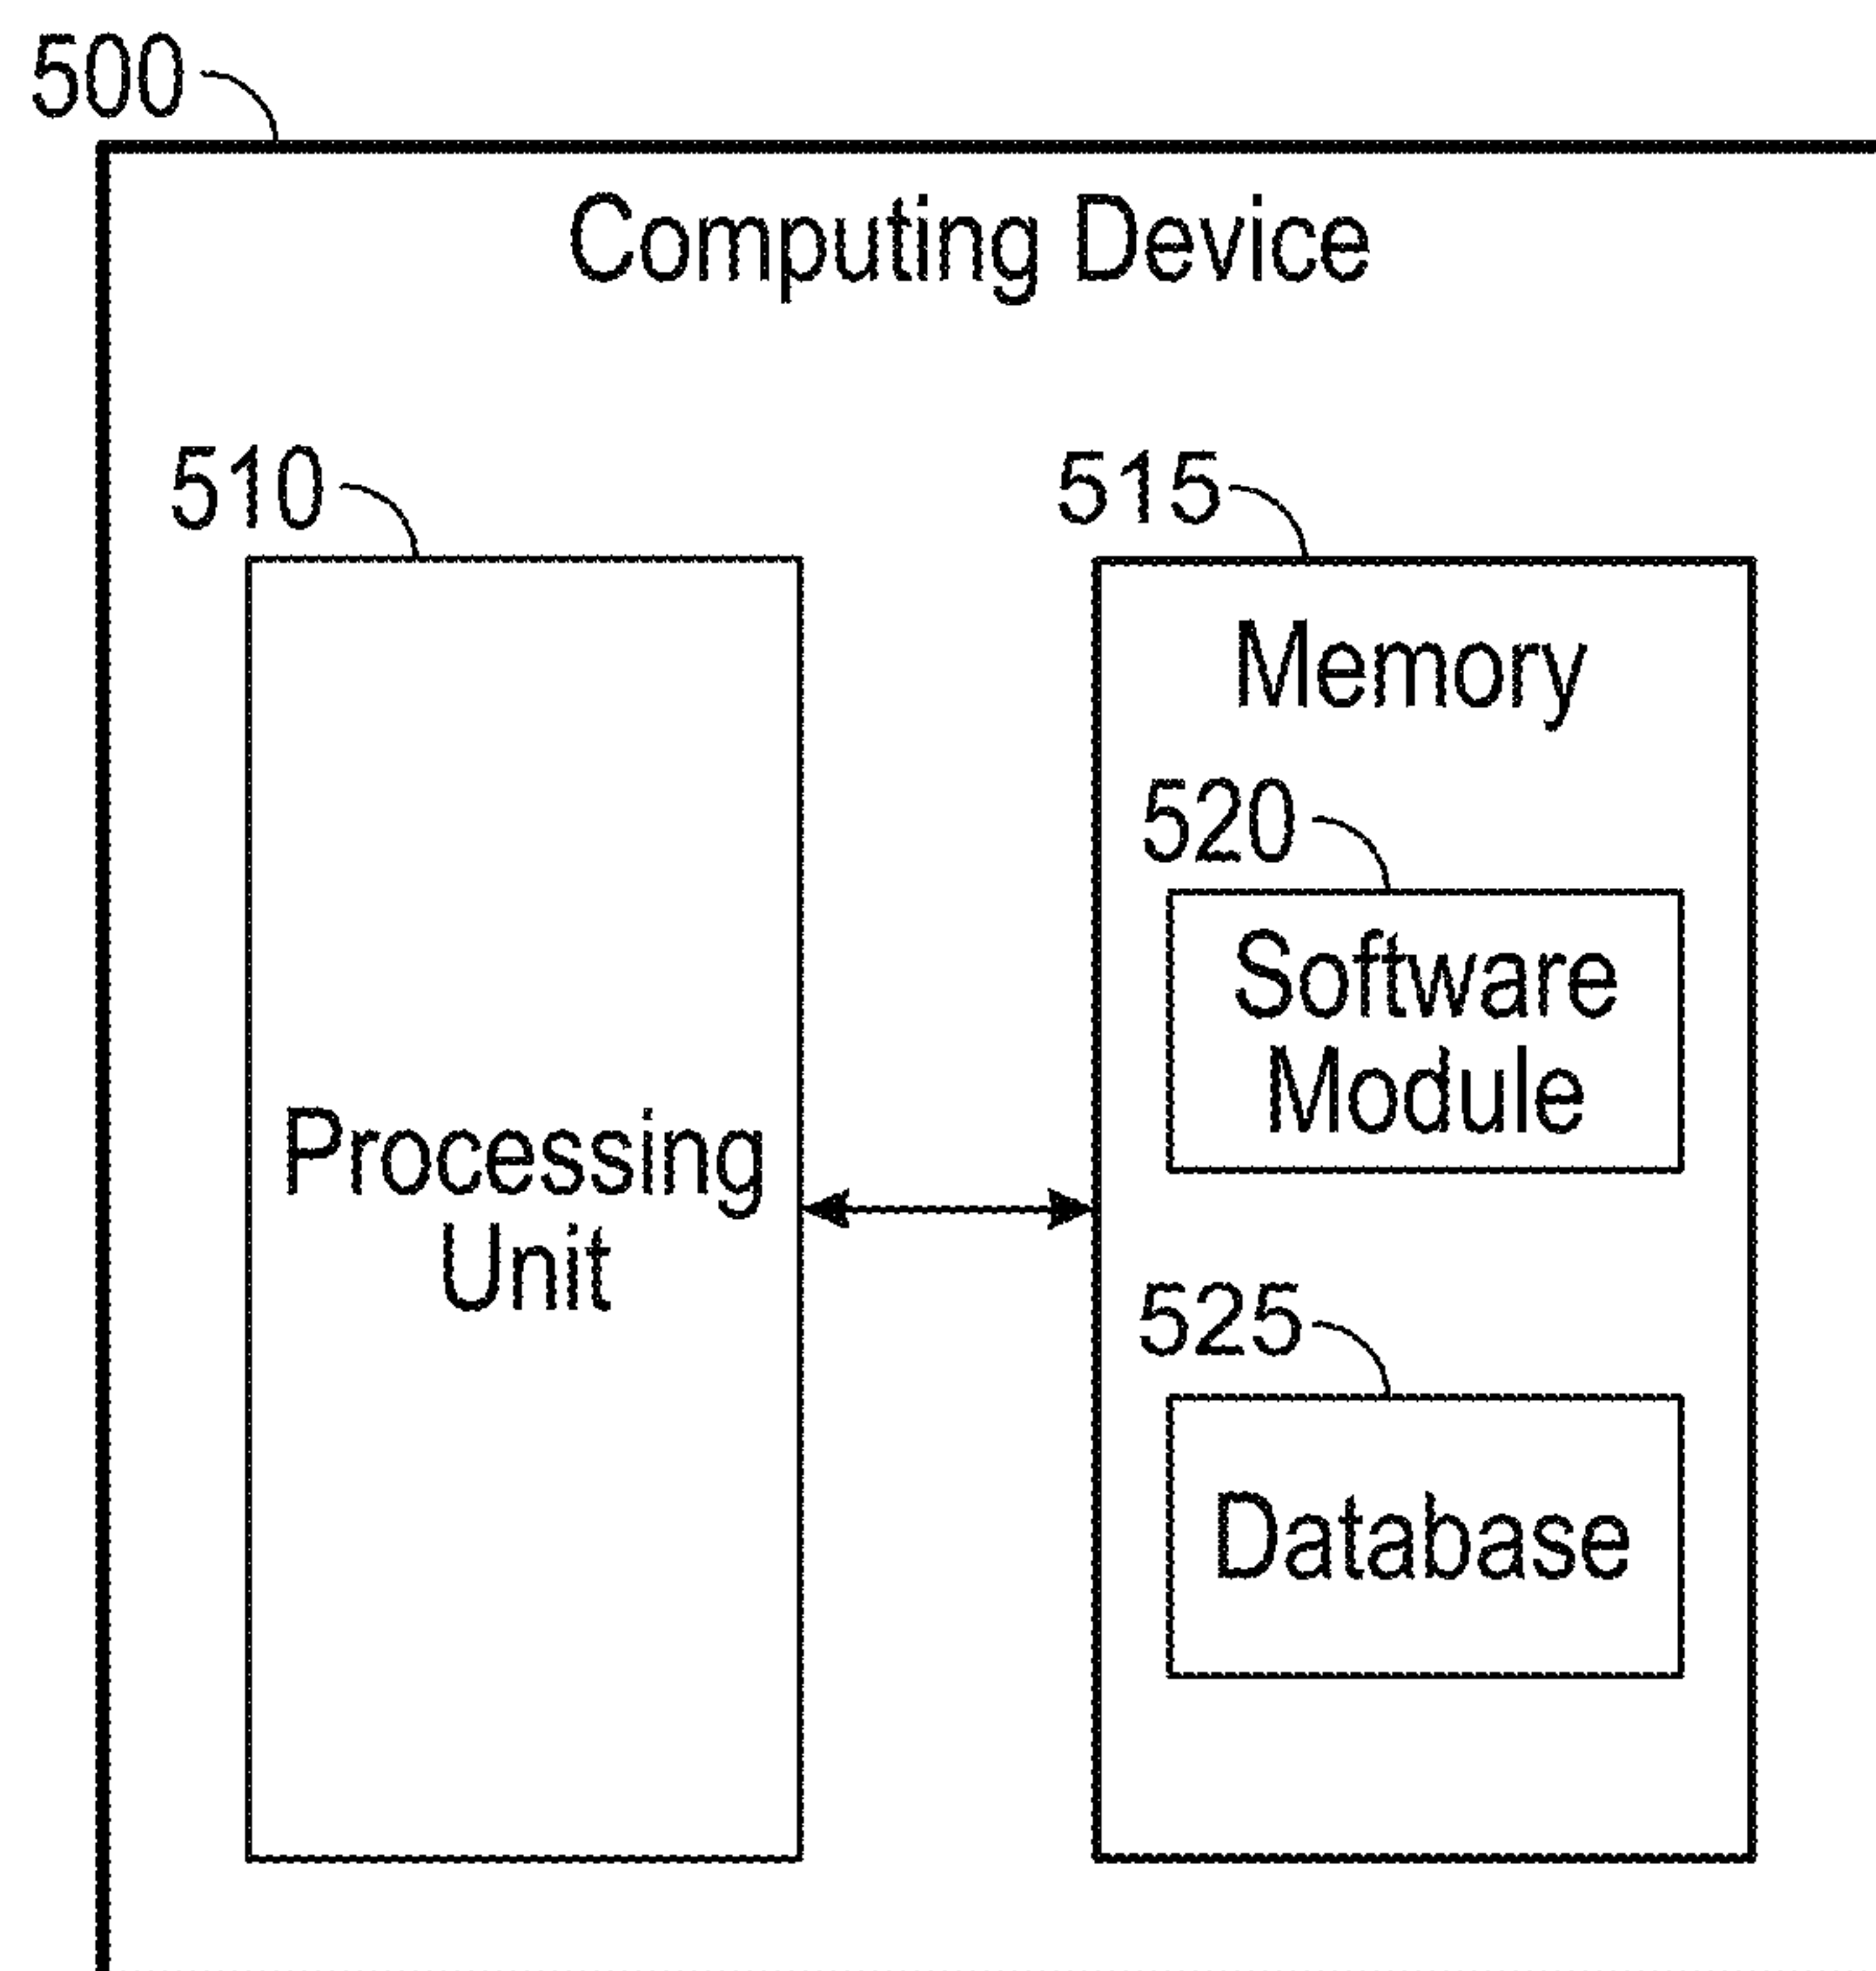 500
Computing Device
510
515
Memory
520
Software
Module
Processing
Unit
525
Database